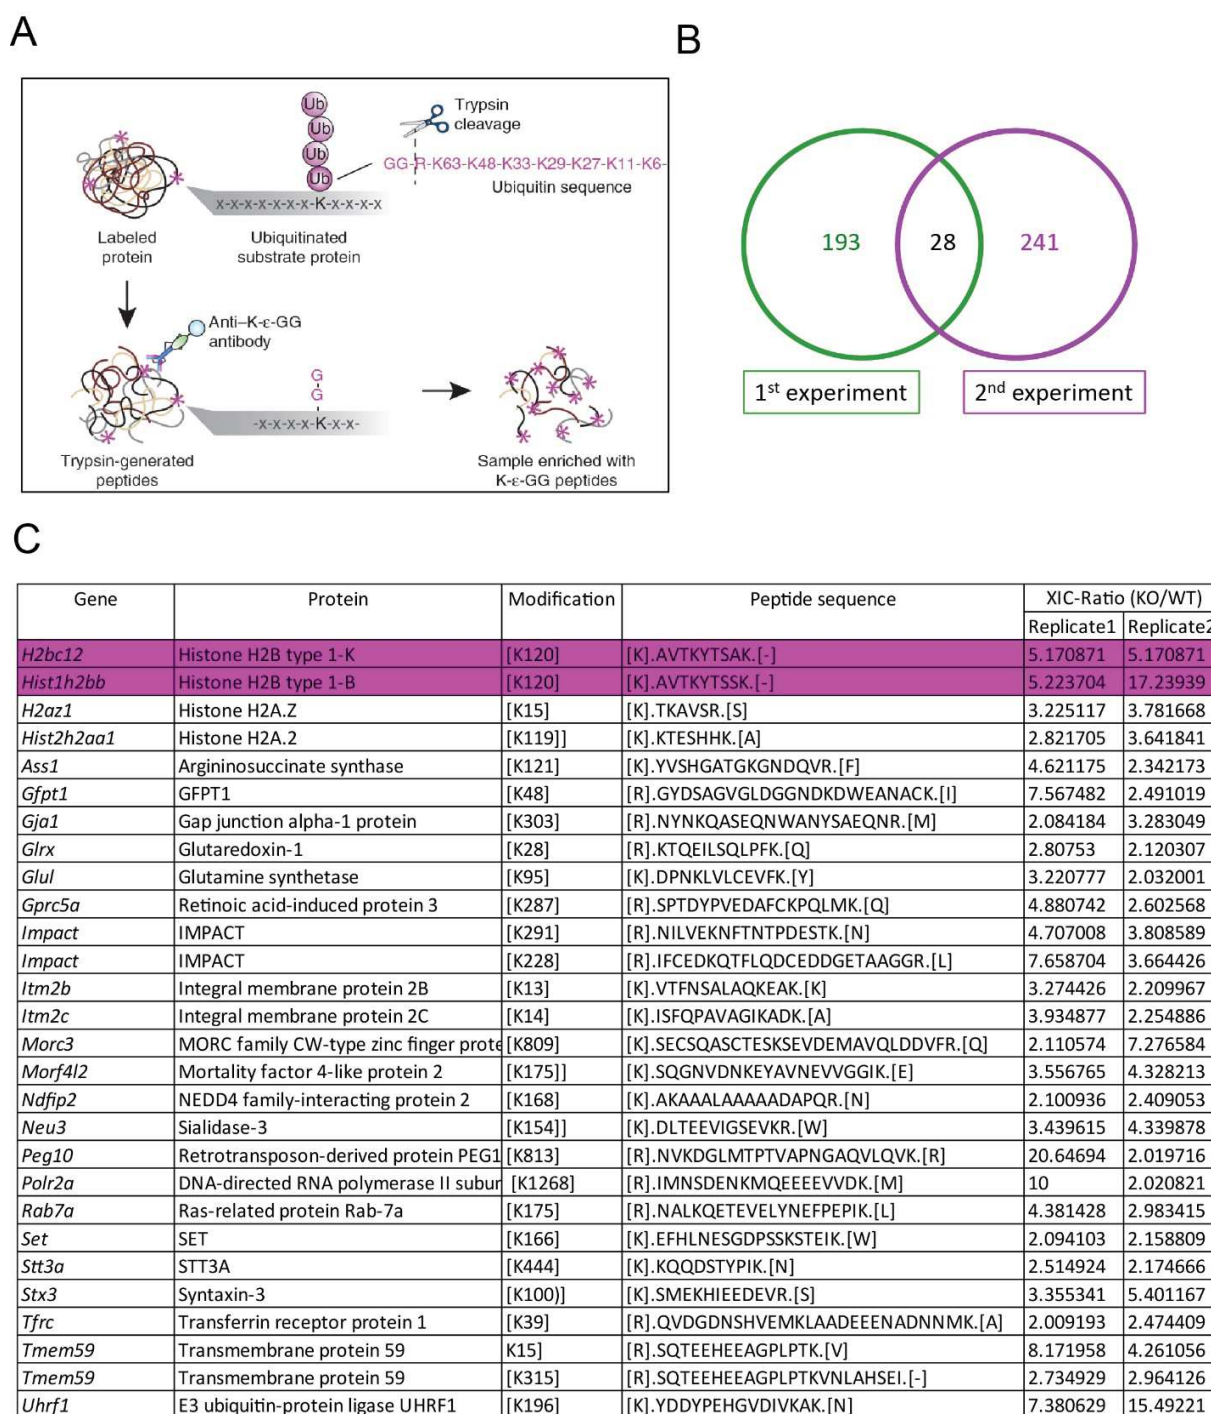 A
Ub
Ub
Ub
Ub
Trypsin
cleavage
GG-R-K63-K48-K33-K29-K27-K11-K6-
Ubiquitin sequence
x-x-x-x-x-x-x-K-x-x-x-x
Labeled
protein
Ubiquitinated
substrate protein
Anti–K-ε-GG
antibody
G
G
-x-x-x-x-K-x-x-
Trypsin-generated
peptides
Sample enriched with
K-ε-GG peptides
B
193
28
241
1st experiment
2nd experiment
C
Gene Protein Modification Peptide sequence XIC-Ratio (KO/WT)
Replicate1 Replicate2
H2bc12 Histone H2B type 1-K [K120] [K].AVTKYTSAK.[-] 5.170871 5.170871
Hist1h2bb Histone H2B type 1-B [K120] [K].AVTKYTSSK.[-] 5.223704 17.23939
H2az1 Histone H2A.Z [K15] [K].TKAVSR.[S] 3.225117 3.781668
Hist2h2aa1 Histone H2A.2 [K119]] [K].KTESHHK.[A] 2.821705 3.641841
Ass1 Argininosuccinate synthase [K121] [K].YVSHGATGKGNDQVR.[F] 4.621175 2.342173
Gfpt1 GFPT1 [K48] [R].GYDSAGVGLDGGNDKDWEANACK.[I] 7.567482 2.491019
Gja1 Gap junction alpha-1 protein [K303] [R].NYNKQASEQNWANYSAEQNR.[M] 2.084184 3.283049
Glrx Glutaredoxin-1 [K28] [R].KTQEILSQLPFK.[Q] 2.80753 2.120307
Glul Glutamine synthetase [K95] [K].DPNKLVLCEVFK.[Y] 3.220777 2.032001
Gprc5a Retinoic acid-induced protein 3 [K287] [R].SPTDYPVEDAFCKPQLMK.[Q] 4.880742 2.602568
Impact IMPACT [K291] [R].NILVEKNFTNTPDESTK.[N] 4.707008 3.808589
Impact IMPACT [K228] [R].IFCEDKQTFLQDCEDDGETAAGGR.[L] 7.658704 3.664426
Itm2b Integral membrane protein 2B [K13] [K].VTFNSALAQKEAK.[K] 3.274426 2.209967
Itm2c Integral membrane protein 2C [K14] [K].ISFQPAVAGIKADK.[A] 3.934877 2.254886
Morc3 MORC family CW-type zinc finger prote [K809] [K].SECSQASCTESKSEVDEMAVQLDDVFR.[Q] 2.110574 7.276584
Morf4l2 Mortality factor 4-like protein 2 [K175]] [K].SQGNVDNKEYAVNEVVGGIK.[E] 3.556765 4.328213
Ndfip2 NEDD4 family-interacting protein 2 [K168] [K].AKAAALAAAAADAPQR.[N] 2.100936 2.409053
Neu3 Sialidase-3 [K154]] [K].DLTEEVIGSEVKR.[W] 3.439615 4.339878
Peg10 Retrotransposon-derived protein PEG1 [K813] [R].NVKDGLMTPTVAPNGAQVLQVK.[R] 20.64694 2.019716
Polr2a DNA-directed RNA polymerase II subur [K1268] [R].IMNSDENKMQEEEEVVDK.[M] 10 2.020821
Rab7a Ras-related protein Rab-7a [K175] [R].NALKQETEVELYNEFPEPIK.[L] 4.381428 2.983415
Set SET [K166] [K].EFHLNESGDPSSKSTEIK.[W] 2.094103 2.158809
Stt3a STT3A [K444] [K].KQQDSTYPIK.[N] 2.514924 2.174666
Stx3 Syntaxin-3 [K100)] [K].SMEKHIEEDEVR.[S] 3.355341 5.401167
Tfrc Transferrin receptor protein 1 [K39] [R].QVDGDNSHVEMKLAADEEENADNNMK.[A] 2.009193 2.474409
Tmem59 Transmembrane protein 59 K15] [R].SQTEEHEEAGPLPTK.[V] 8.171958 4.261056
Tmem59 Transmembrane protein 59 [K315] [R].SQTEEHEEAGPLPTKVNLAHSEI.[-] 2.734929 2.964126
Uhrf1 E3 ubiquitin-protein ligase UHRF1 [K196] [K].YDDYPEHGVDIVKAK.[N] 7.380629 15.49221